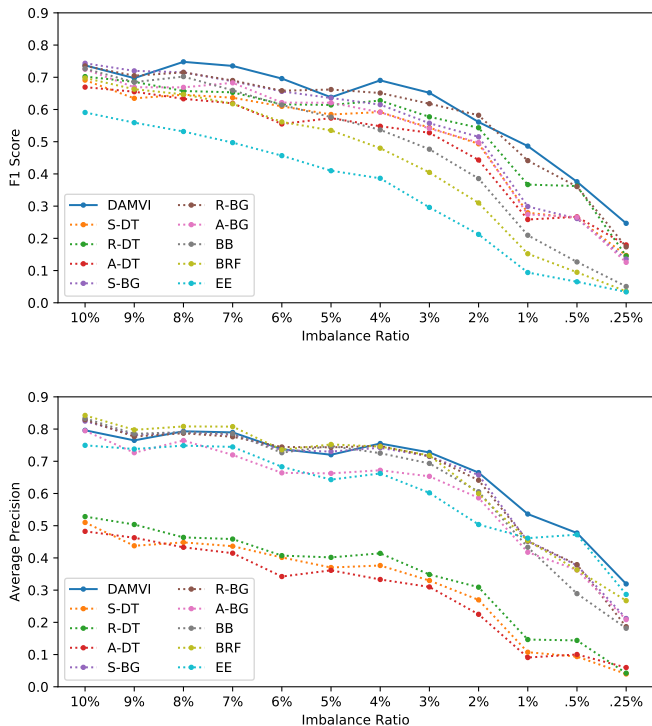 0.9
0.8
0.7
0.6
0.5
0.4
0.3
0.2
0.1
0.0
F1 Score
DAMVI
S-DT
R-DT
A-DT
S-BG
R-BG
A-BG
BB
BRF
EE
10% 9% 8% 7% 6% 5% 4% 3% 2% 1% .5% .25%
Imbalance Ratio
0.9
0.8
0.7
0.6
0.5
0.4
0.3
0.2
0.1
0.0
Average Precision
DAMVI
S-DT
R-DT
A-DT
S-BG
R-BG
A-BG
BB
BRF
EE
10% 9% 8% 7% 6% 5% 4% 3% 2% 1% .5% .25%
Imbalance Ratio